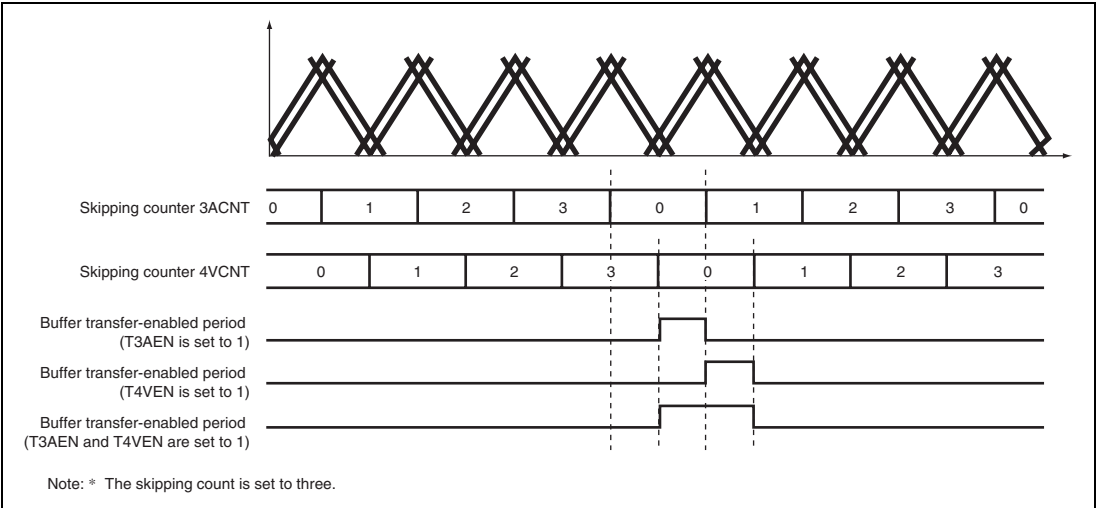 Skipping counter 3ACNT 0 1 2 3 0 1 2 3 0
Skipping counter 4VCNT 0 1 2 3 0 1 2 3
Buffer transfer-enabled period
(T3AEN is set to 1)
Buffer transfer-enabled period
(T4VEN is set to 1)
Buffer transfer-enabled period
(T3AEN and T4VEN are set to 1)
Note: * The skipping count is set to three.